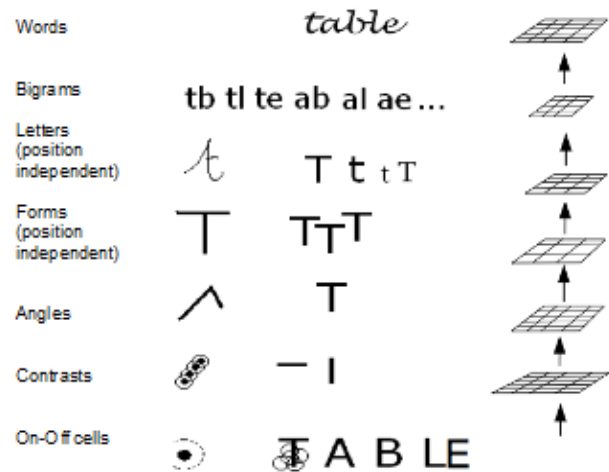 Words
table
Bigrams
tb tl te ab al ae...
Letters
(position
independent)
t T t t T
Forms
(position
independent)
T T T T
Angles
T
Contrasts
On-Off cells
T A B L E